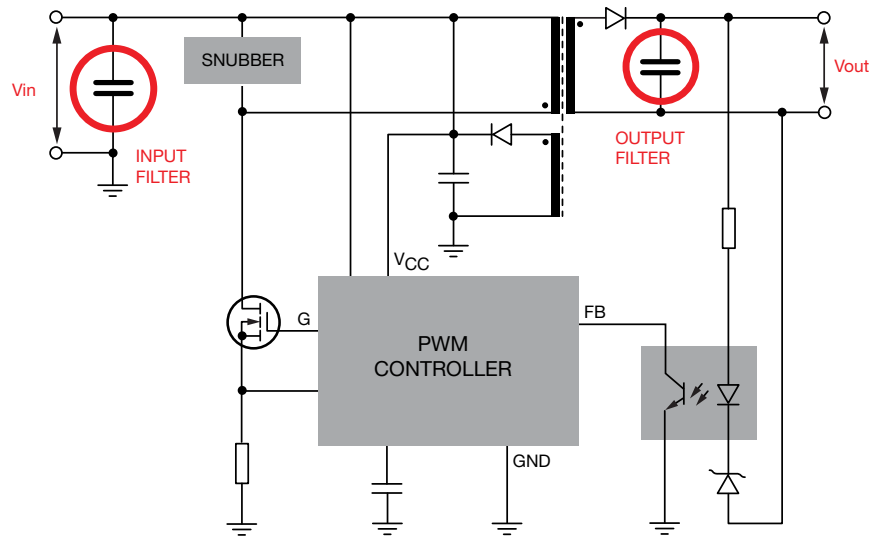 SNUBBER
Vin
Vout
INPUT
FILTER
OUTPUT
FILTER
VCC
G
FB
PWM
CONTROLLER
GND